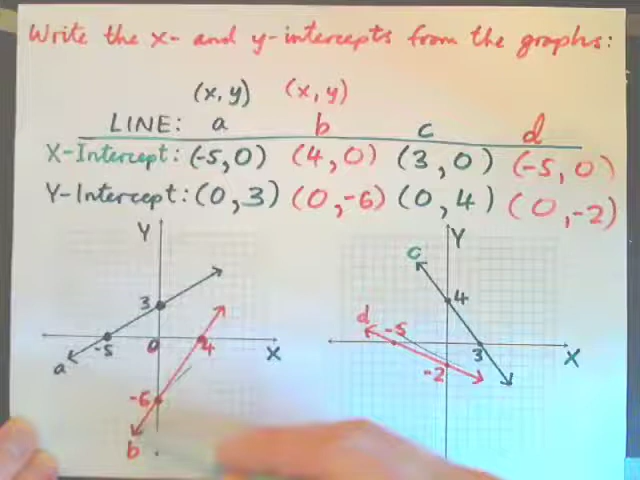 Write the x- and y-intercepts from the graphs:
(x, y) (x, y)
LINE: a b c d
X-Intercept: (-5, 0) (4, 0) (3, 0) (-5, 0)
Y-Intercept: (0, 3) (0, -6) (0, 4) (0, -2)
Y Y
c
3 4
d -5
-5 0 4 X 3 X
a -2
-6
b